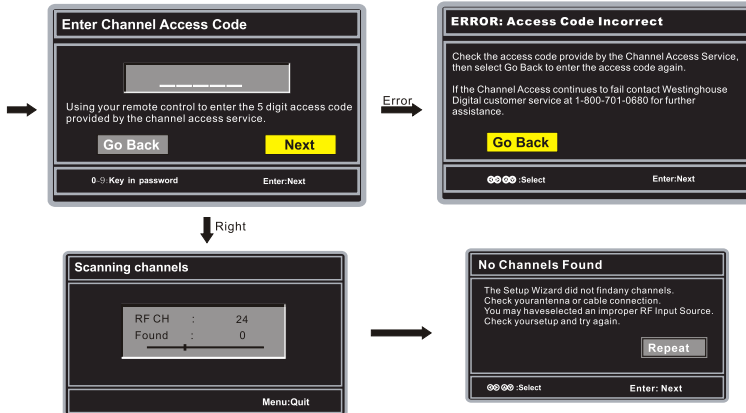 Enter Channel Access Code
Using your remote control to enter the 5 digit access code
provided by the channel access service.
Go Back Next
0-9:Key in password Enter:Next
Error
ERROR: Access Code Incorrect
Check the access code provide by the Channel Access Service,
then select Go Back to enter the access code again.
If the Channel Access continues to fail contact Westinghouse
Digital customer service at 1-800-701-0680 for further
assistance.
Go Back
:Select Enter:Next
Right
Scanning channels
RF CH : 24
Found : 0
Menu:Quit
No Channels Found
The Setup Wizard did not findany channels.
Check yourantenna or cable connection.
You may haveselected an improper RF Input Source.
Check yoursetup and try again.
Repeat
:Select Enter: Next